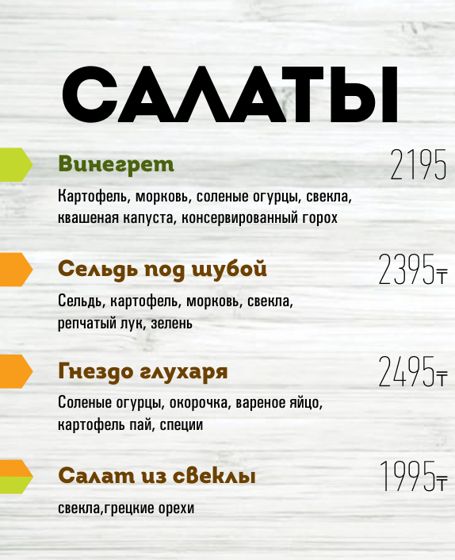 САЛАТЫ
Винегрет 2195
Картофель, морковь, соленые огурцы, свекла,
квашеная капуста, консервированный горох
Сельдь под шубой 2395₸
Сельдь, картофель, морковь, свекла,
репчатый лук, зелень
Гнездо глухаря 2495₸
Соленые огурцы, окорочка, вареное яйцо,
картофель пай, специи
Салат из свеклы 1995₸
свекла,грецкие орехи